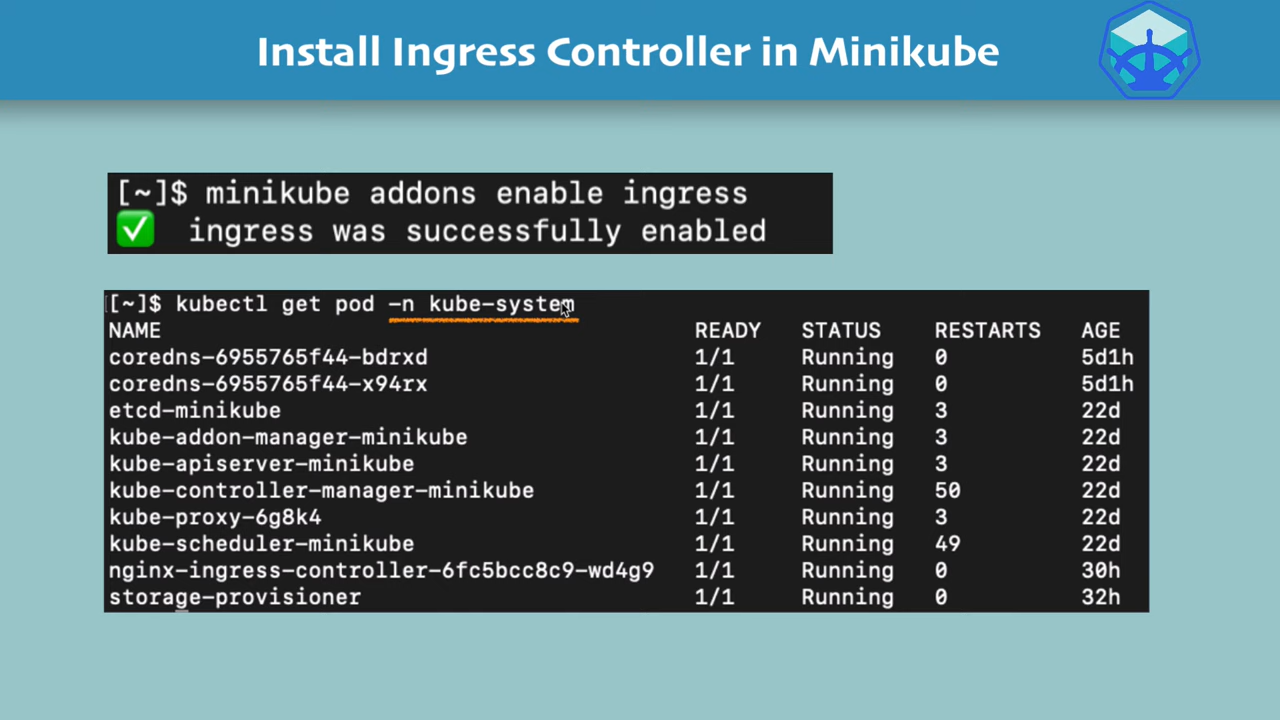 Install Ingress Controller in Minikube
[~]$ minikube addons enable ingress
✅ ingress was successfully enabled
[~]$ kubectl get pod -n kube-system
NAME READY STATUS RESTARTS AGE
coredns-6955765f44-bdrxd 1/1 Running 0 5d1h
coredns-6955765f44-x94rx 1/1 Running 0 5d1h
etcd-minikube 1/1 Running 3 22d
kube-addon-manager-minikube 1/1 Running 3 22d
kube-apiserver-minikube 1/1 Running 3 22d
kube-controller-manager-minikube 1/1 Running 50 22d
kube-proxy-6g8k4 1/1 Running 3 22d
kube-scheduler-minikube 1/1 Running 49 22d
nginx-ingress-controller-6fc5bcc8c9-wd4g9 1/1 Running 0 30h
storage-provisioner 1/1 Running 0 32h